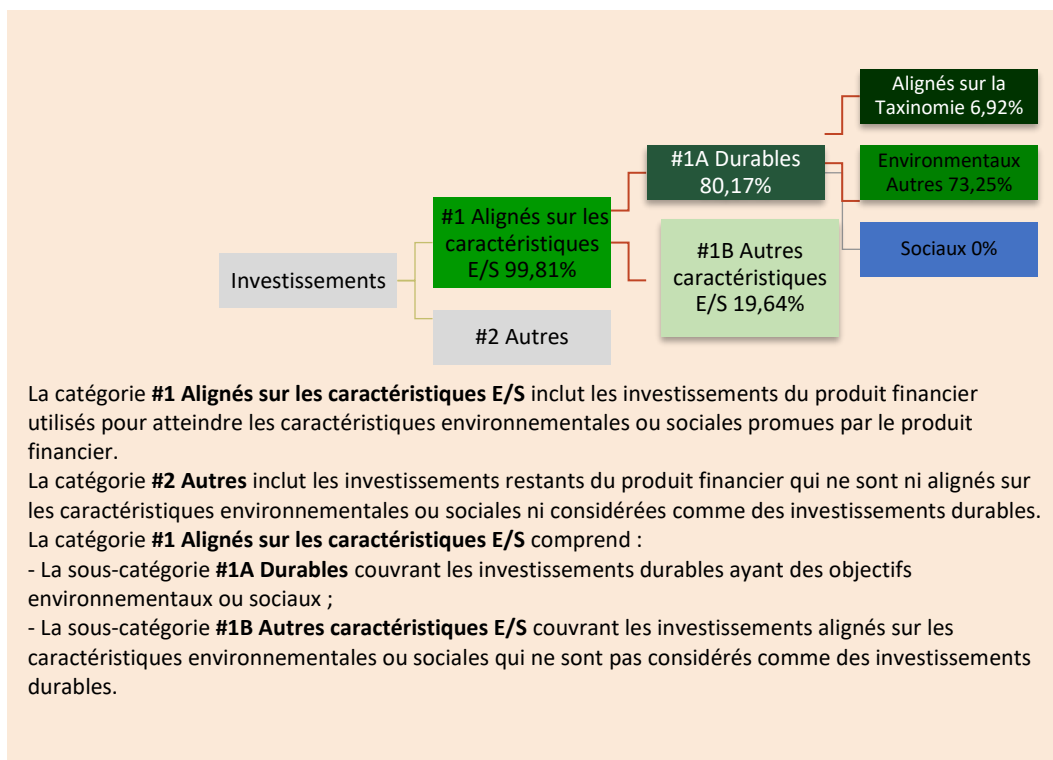 Alignés sur la
Taxinomie 6,92%
#1A Durables
80,17%
Environmentaux
Autres 73,25%
#1 Alignés sur les
caractéristiques
E/S 99,81%
#1B Autres
caractéristiques
E/S 19,64%
Sociaux 0%
Investissements
#2 Autres
La catégorie #1 Alignés sur les caractéristiques E/S inclut les investissements du produit financier
utilisés pour atteindre les caractéristiques environnementales ou sociales promues par le produit
financier.
La catégorie #2 Autres inclut les investissements restants du produit financier qui ne sont ni alignés sur
les caractéristiques environnementales ou sociales ni considérées comme des investissements durables.
La catégorie #1 Alignés sur les caractéristiques E/S comprend :
- La sous-catégorie #1A Durables couvrant les investissements durables ayant des objectifs
environnementaux ou sociaux ;
- La sous-catégorie #1B Autres caractéristiques E/S couvrant les investissements alignés sur les
caractéristiques environnementales ou sociales qui ne sont pas considérés comme des investissements
durables.